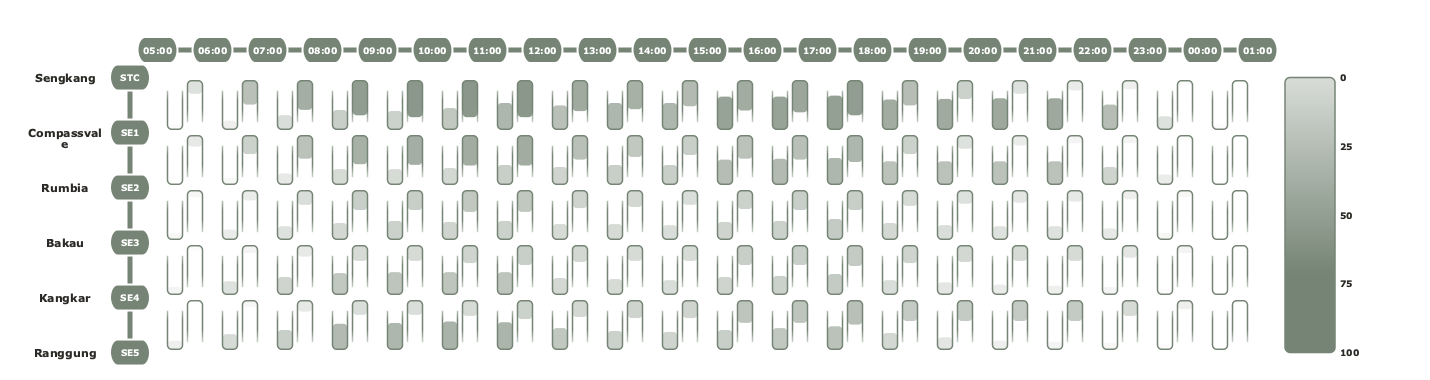 05:00 06:00 07:00 08:00 09:00 10:00 11:00 12:00 13:00 14:00 15:00 16:00 17:00 18:00 19:00 20:00 21:00 22:00 23:00 00:00 01:00
Sengkang STC
0
Compassval
e
SE1
25
Rumbia SE2
50
Bakau SE3
75
Kangkar SE4
Ranggung SE5
100